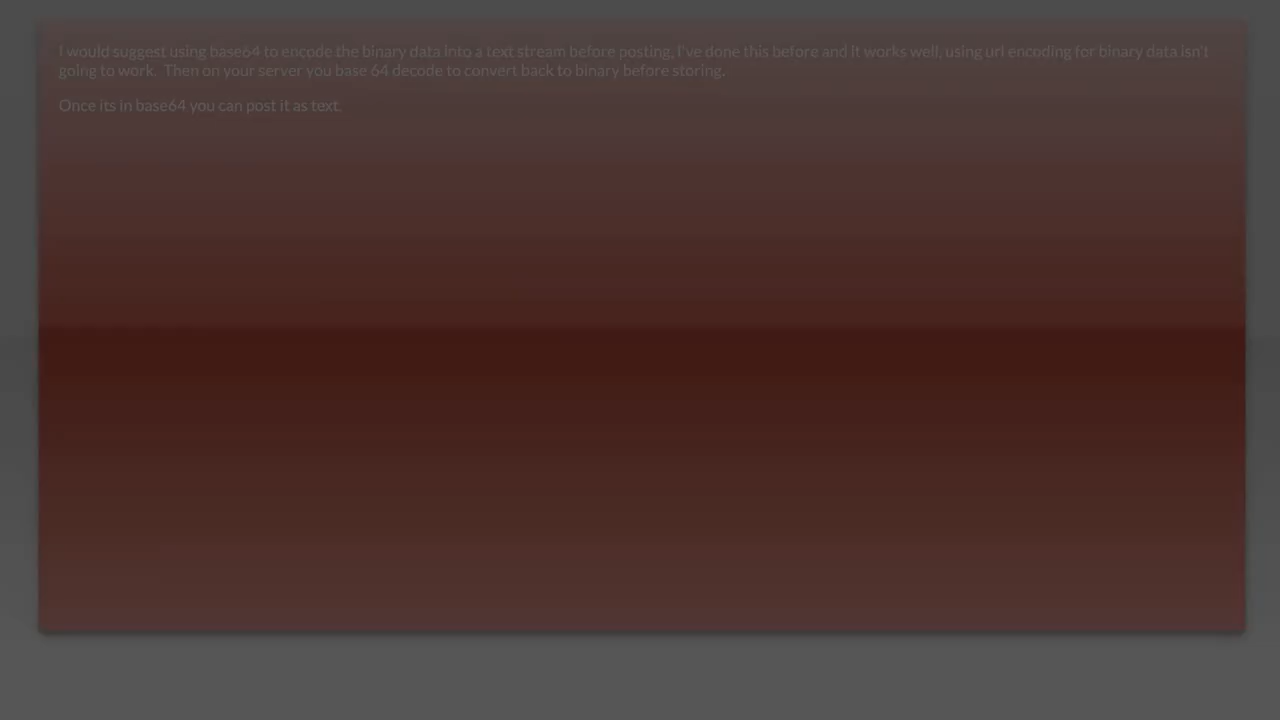 I would suggest using base64 to encode the binary data into a text stream before posting, I've done this before and it works well, using url encoding for binary data isn't
going to work.  Then on your server you base 64 decode to convert back to binary before storing.
Once its in base64 you can post it as text.